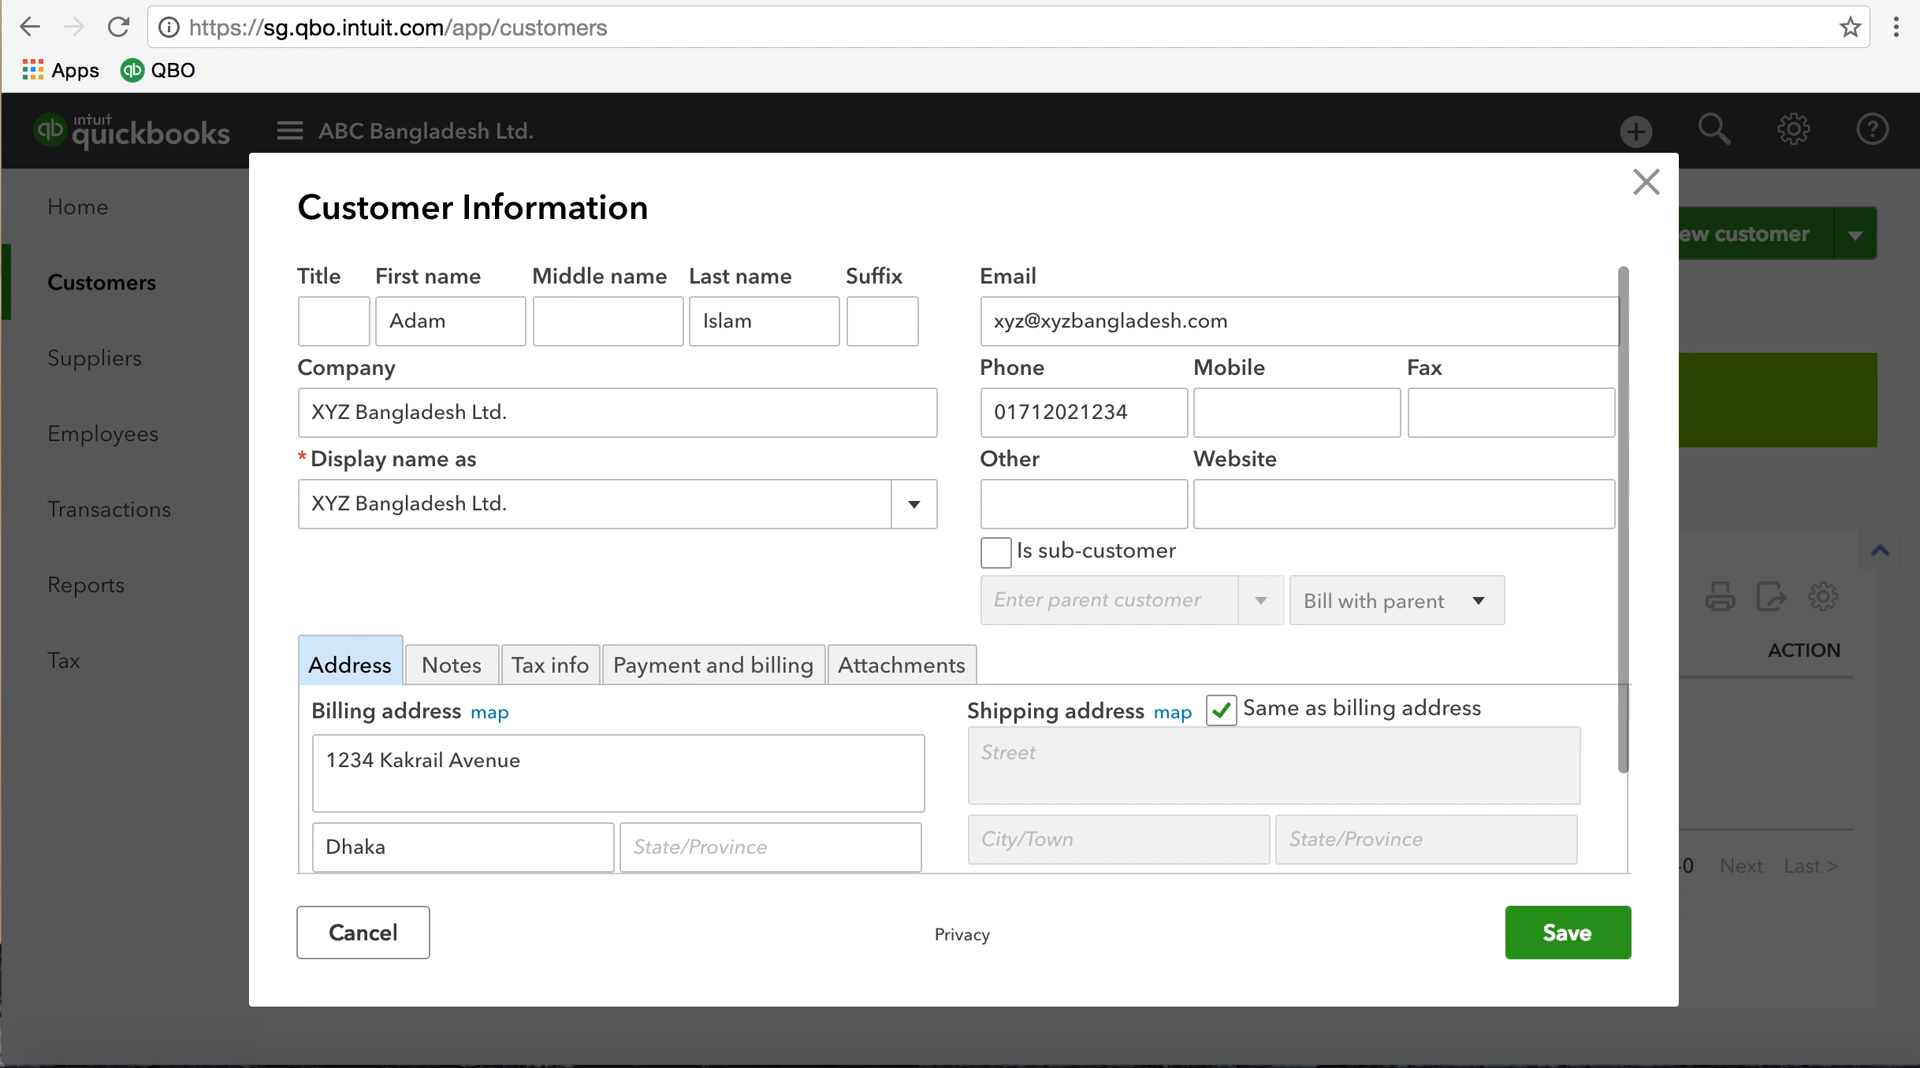 https://sg.qbo.intuit.com/app/customers
Apps
qb QBO
qb intuit quickbooks
ABC Bangladesh Ltd.
?
Home
Customers
Suppliers
Employees
Transactions
Reports
Tax
ew customer
Customer Information
Title First name Middle name Last name Suffix
Adam Islam
Company
XYZ Bangladesh Ltd.
* Display name as
XYZ Bangladesh Ltd.
Email
xyz@xyzbangladesh.com
Phone Mobile Fax
01712021234
Other Website
Is sub-customer
Enter parent customer Bill with parent
Address Notes Tax info Payment and billing Attachments
Billing address map
1234 Kakrail Avenue
Dhaka State/Province
Shipping address map Same as billing address
Street
City/Town State/Province
Cancel Privacy Save
ACTION
-0 Next Last >